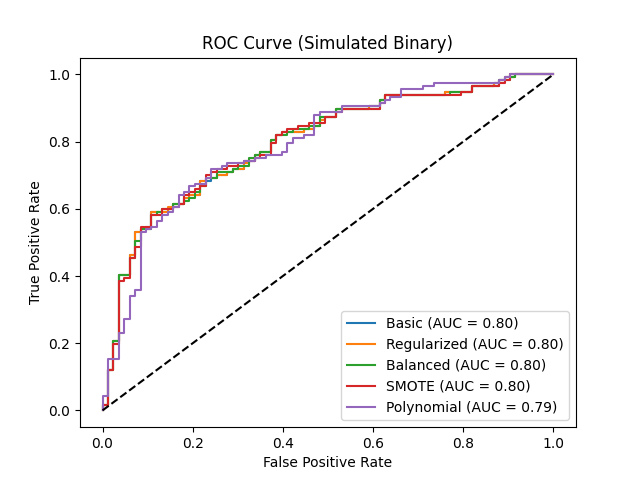 ROC Curve (Simulated Binary)
True Positive Rate
1.0
0.8
0.6
0.4
0.2
0.0
Basic (AUC = 0.80)
Regularized (AUC = 0.80)
Balanced (AUC = 0.80)
SMOTE (AUC = 0.80)
Polynomial (AUC = 0.79)
0.0 0.2 0.4 0.6 0.8 1.0
False Positive Rate